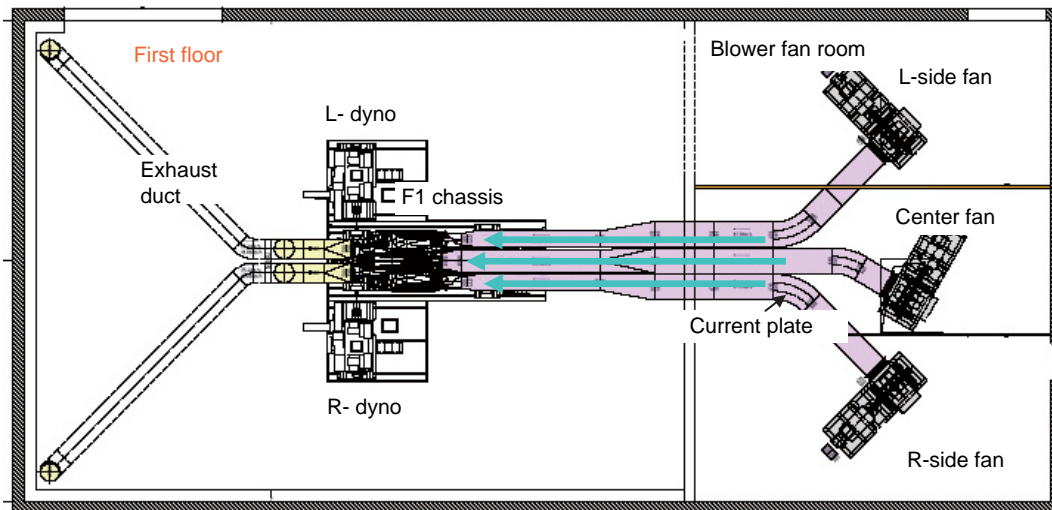 First floor
Blower fan room
L-side fan
L- dyno
Exhaust
duct
F1 chassis
Center fan
Current plate
R- dyno
R-side fan